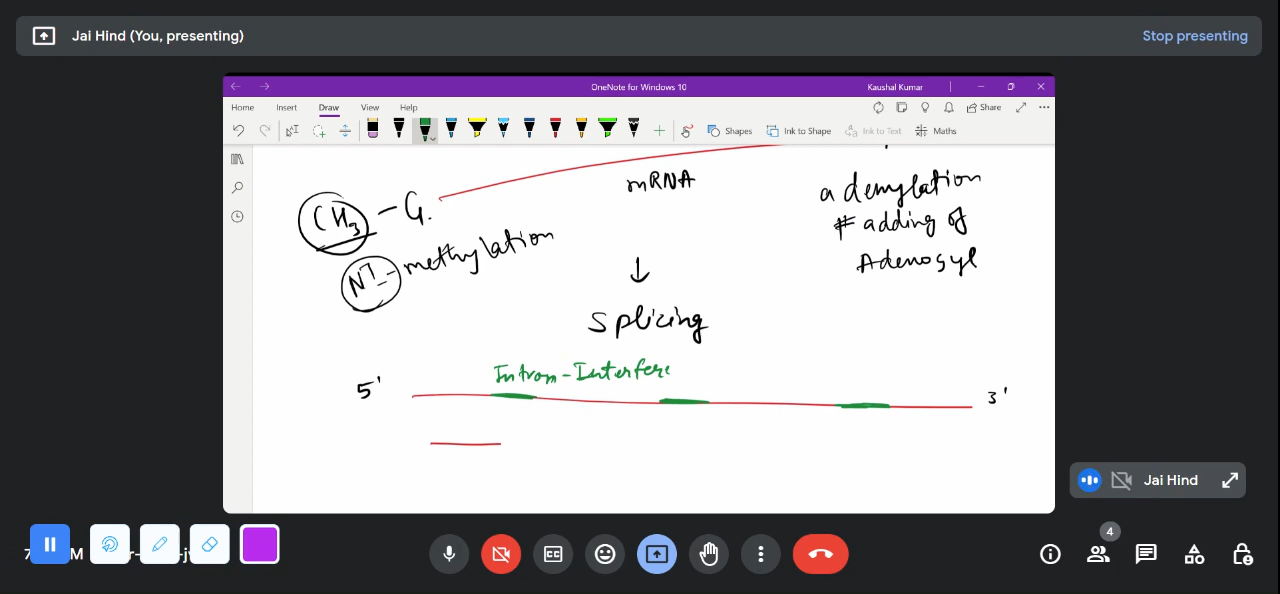 Jai Hind (You, presenting)
Stop presenting
OneNote for Windows 10
Kaushal Kumar
Home Insert Draw View Help
Share
Shapes Ink to Shape Ink to Text Maths
mRNA
CH3 - G.
N7 - methylation
adenylation
# adding of
Adenosyl
↓
Splicing
Intron - Interfere
5' 3'
Jai Hind
4
CC